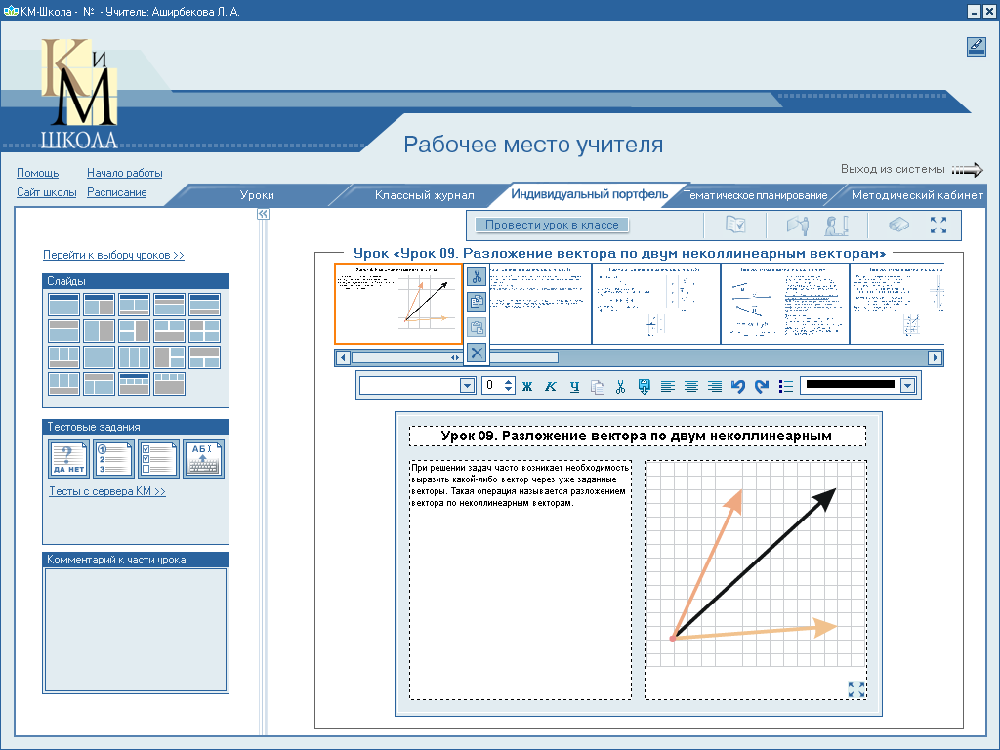 КМ-Школа - № - Учитель: Аширбекова Л. А.
К И М
ШКОЛА
Рабочее место учителя
Помощь
Начало работы
Выход из системы
Сайт школы
Расписание
Уроки
Классный журнал
Индивидуальный портфель
Тематическое планирование
Методический кабинет
Провести урок в классе
Перейти к выбору уроков >>
Урок «Урок 09. Разложение вектора по двум неколлинеарным векторам»
Слайды
0
Ж
К
Ч
Тестовые задания
?
ДА НЕТ
1
2
3
АБ
Тесты с сервера КМ >>
Комментарий к части урока
Урок 09. Разложение вектора по двум неколлинеарным
При решении задач часто возникает необходимость
выразить какой-либо вектор через уже заданные
векторы. Такая операция называется разложением
вектора по неколлинеарным векторам.